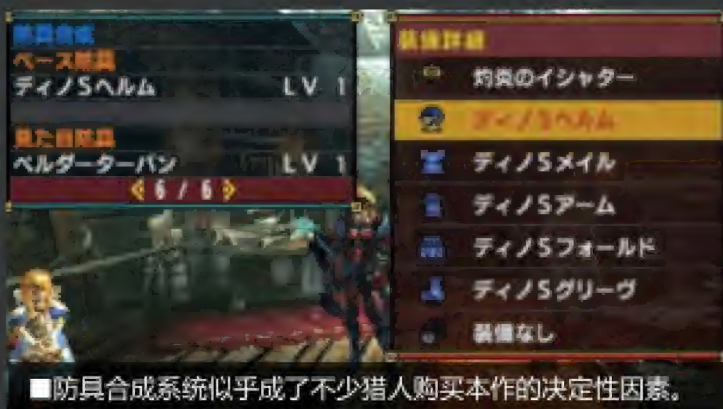 防具合成
ベース防具
ディノSヘルム LV 1
見た目防具
ベルダーターバン LV 1
6 / 6
装備詳細
灼炎のイシャター
ディノSヘルム
ディノSメイル
ディノSアーム
ディノSフォールド
ディノSグリーヴ
装備なし
■防具合成系统似乎成了不少猎人购买本作的决定性因素。